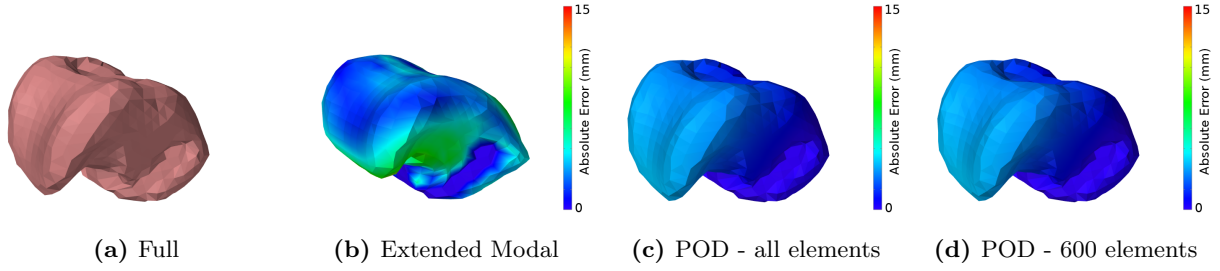 15
Absolute Error (mm)
0
15
Absolute Error (mm)
0
15
Absolute Error (mm)
0
(a) Full
(b) Extended Modal
(c) POD - all elements
(d) POD - 600 elements